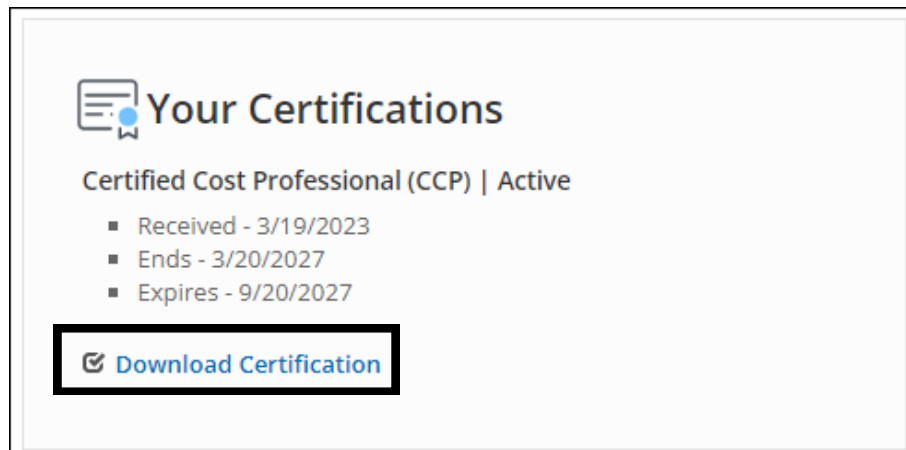 Your Certifications
Certified Cost Professional (CCP) | Active
Received - 3/19/2023
Ends - 3/20/2027
Expires - 9/20/2027
Download Certification